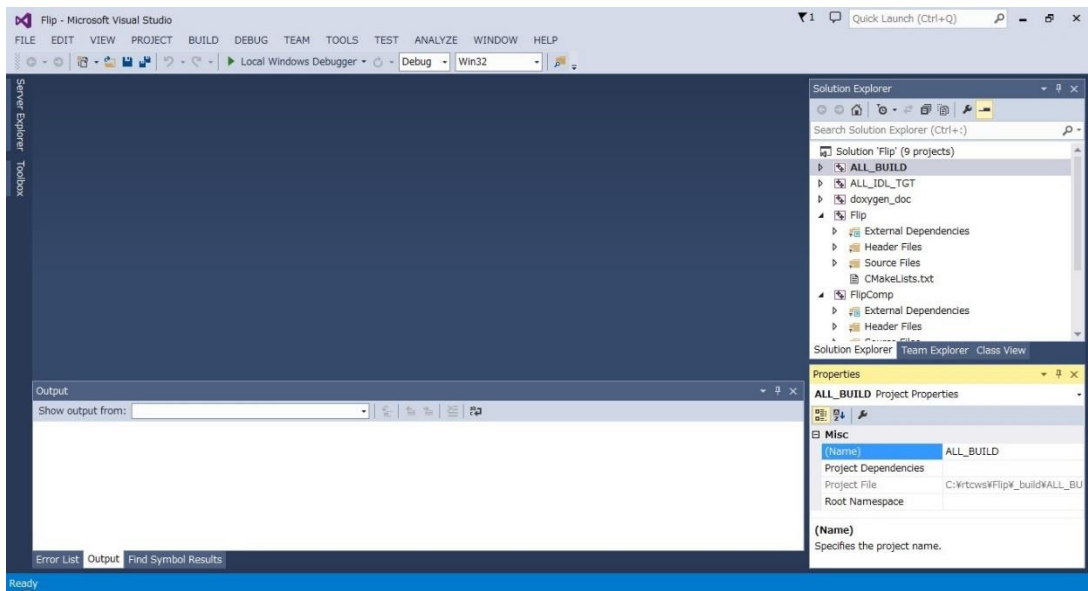 Flip - Microsoft Visual Studio
1
Quick Launch (Ctrl+Q)
FILE EDIT VIEW PROJECT BUILD DEBUG TEAM TOOLS TEST ANALYZE WINDOW HELP
Local Windows Debugger
Debug
Win32
Server Explorer
Toolbox
Solution Explorer
Search Solution Explorer (Ctrl+:)
Solution 'Flip' (9 projects)
ALL_BUILD
ALL_IDL_TGT
doxygen_doc
Flip
External Dependencies
Header Files
Source Files
CMakeLists.txt
FlipComp
External Dependencies
Header Files
Solution Explorer Team Explorer Class View
Output
Show output from:
Error List Output Find Symbol Results
Properties
ALL_BUILD Project Properties
Misc
(Name) ALL_BUILD
Project Dependencies
Project File C:¥rtcws¥Flip¥_build¥ALL_BU
Root Namespace
(Name)
Specifies the project name.
Ready